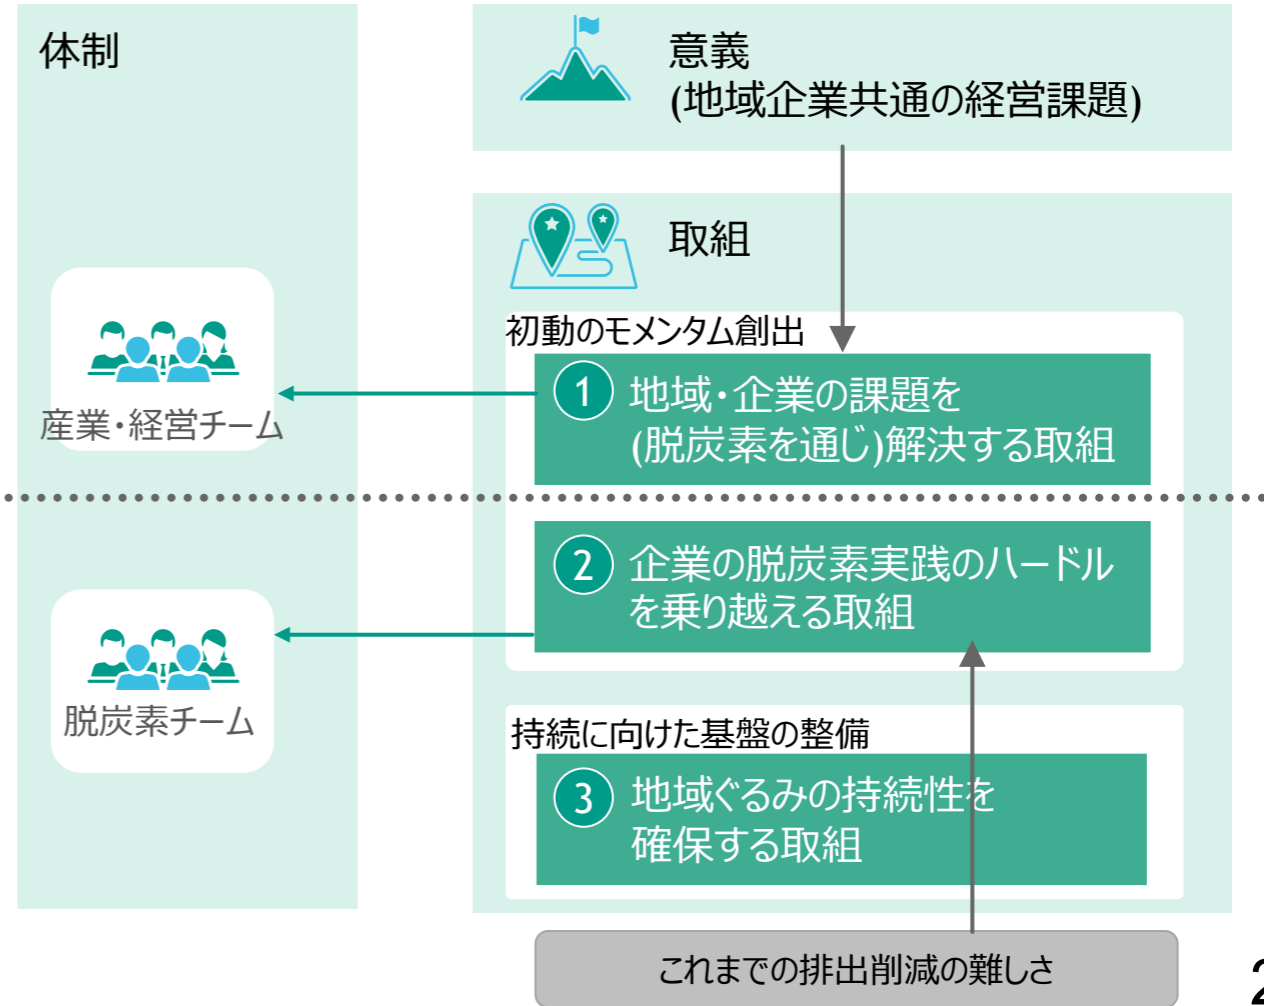 体制
意義
(地域企業共通の経営課題)
取組
初動のモメンタム創出
1 地域・企業の課題を
(脱炭素を通じ)解決する取組
産業・経営チーム
2 企業の脱炭素実践のハードル
を乗り越える取組
脱炭素チーム
持続に向けた基盤の整備
3 地域ぐるみの持続性を
確保する取組
これまでの排出削減の難しさ